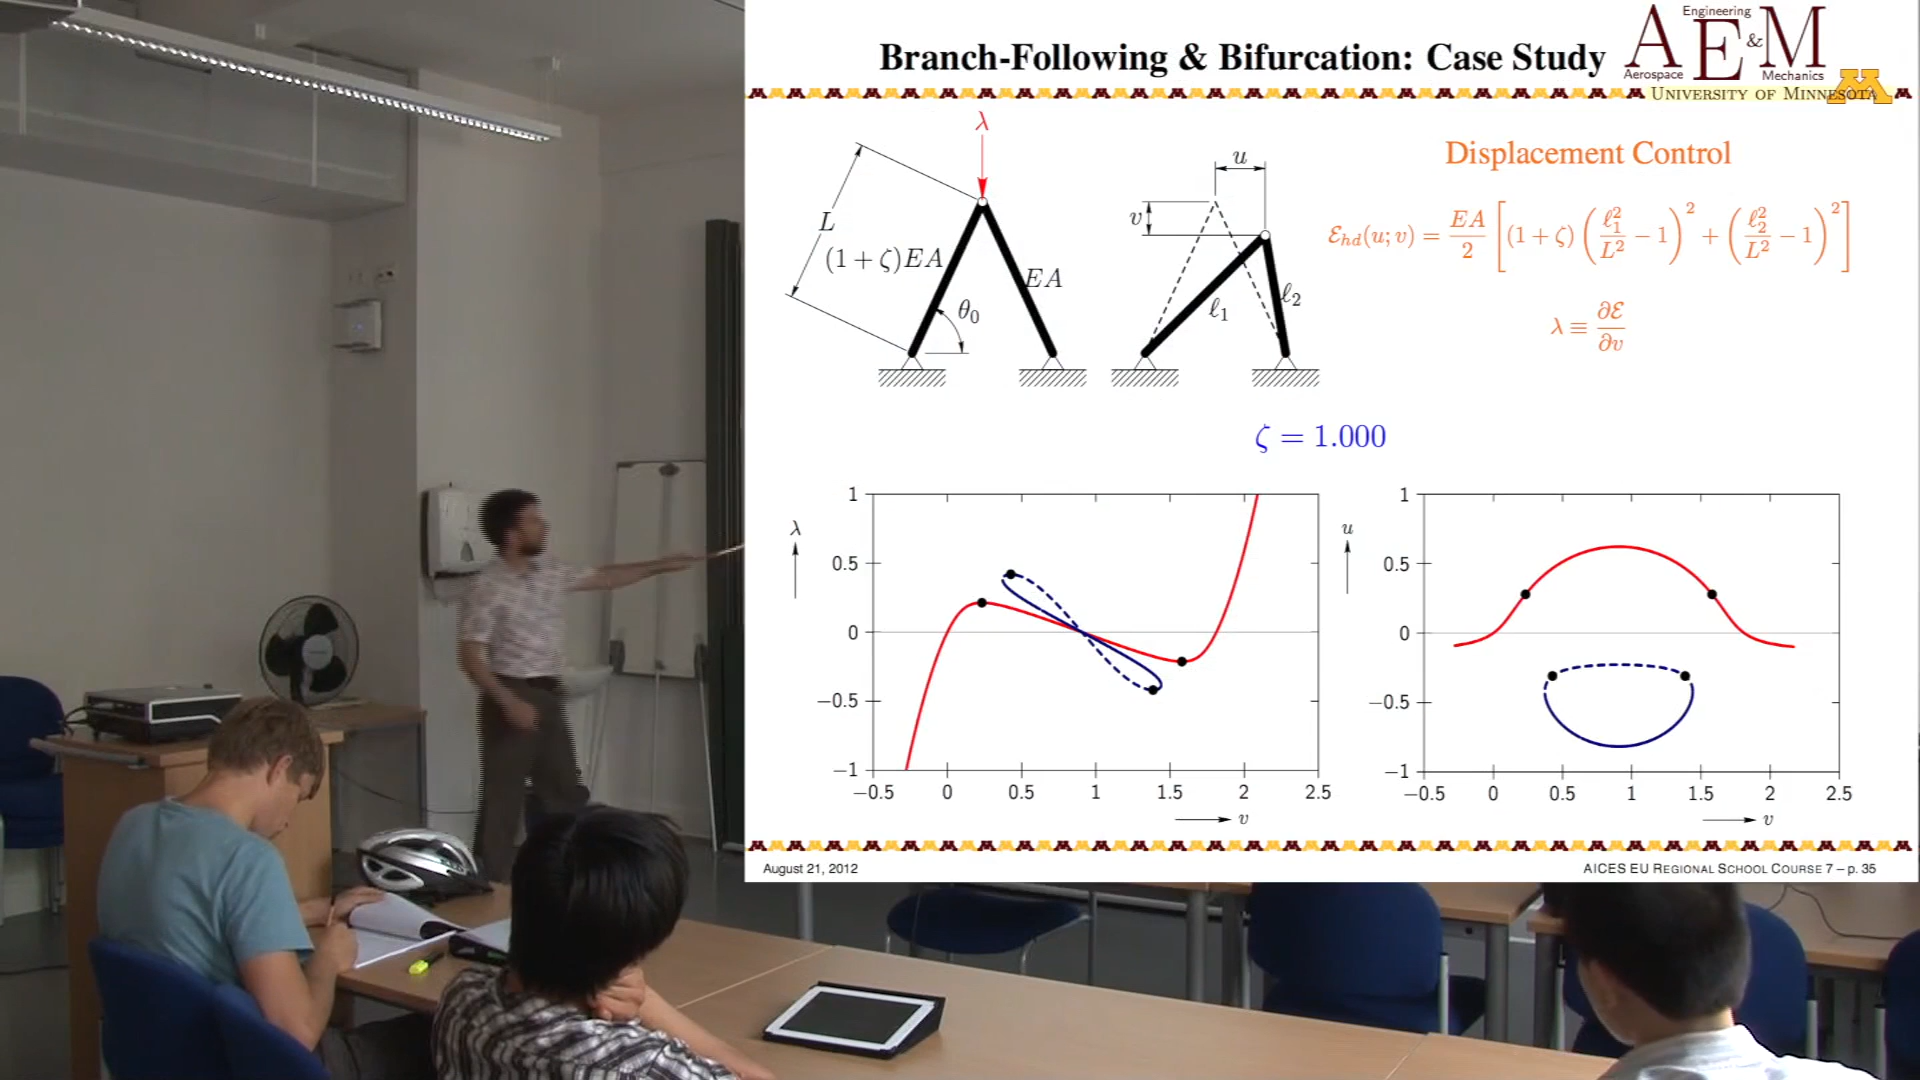 Branch-Following & Bifurcation: Case Study
Engineering
AE&M
Aerospace Mechanics
UNIVERSITY OF MINNESOTA
λ
L
(1 + ζ)EA
EA
θ₀
u
v
ℓ₁
ℓ₂
Displacement Control
ℰ_hd(u; v) = EA/2 [(1 + ζ) (ℓ₁²/L² − 1)² + (ℓ₂²/L² − 1)²]
λ ≡ ∂ℰ/∂v
ζ = 1.000
λ
1
0.5
0
−0.5
−1
−0.5 0 0.5 1 1.5 2 2.5
v
u
1
0.5
0
−0.5
−1
−0.5 0 0.5 1 1.5 2 2.5
v
August 21, 2012
AICES EU REGIONAL SCHOOL COURSE 7 – p. 35